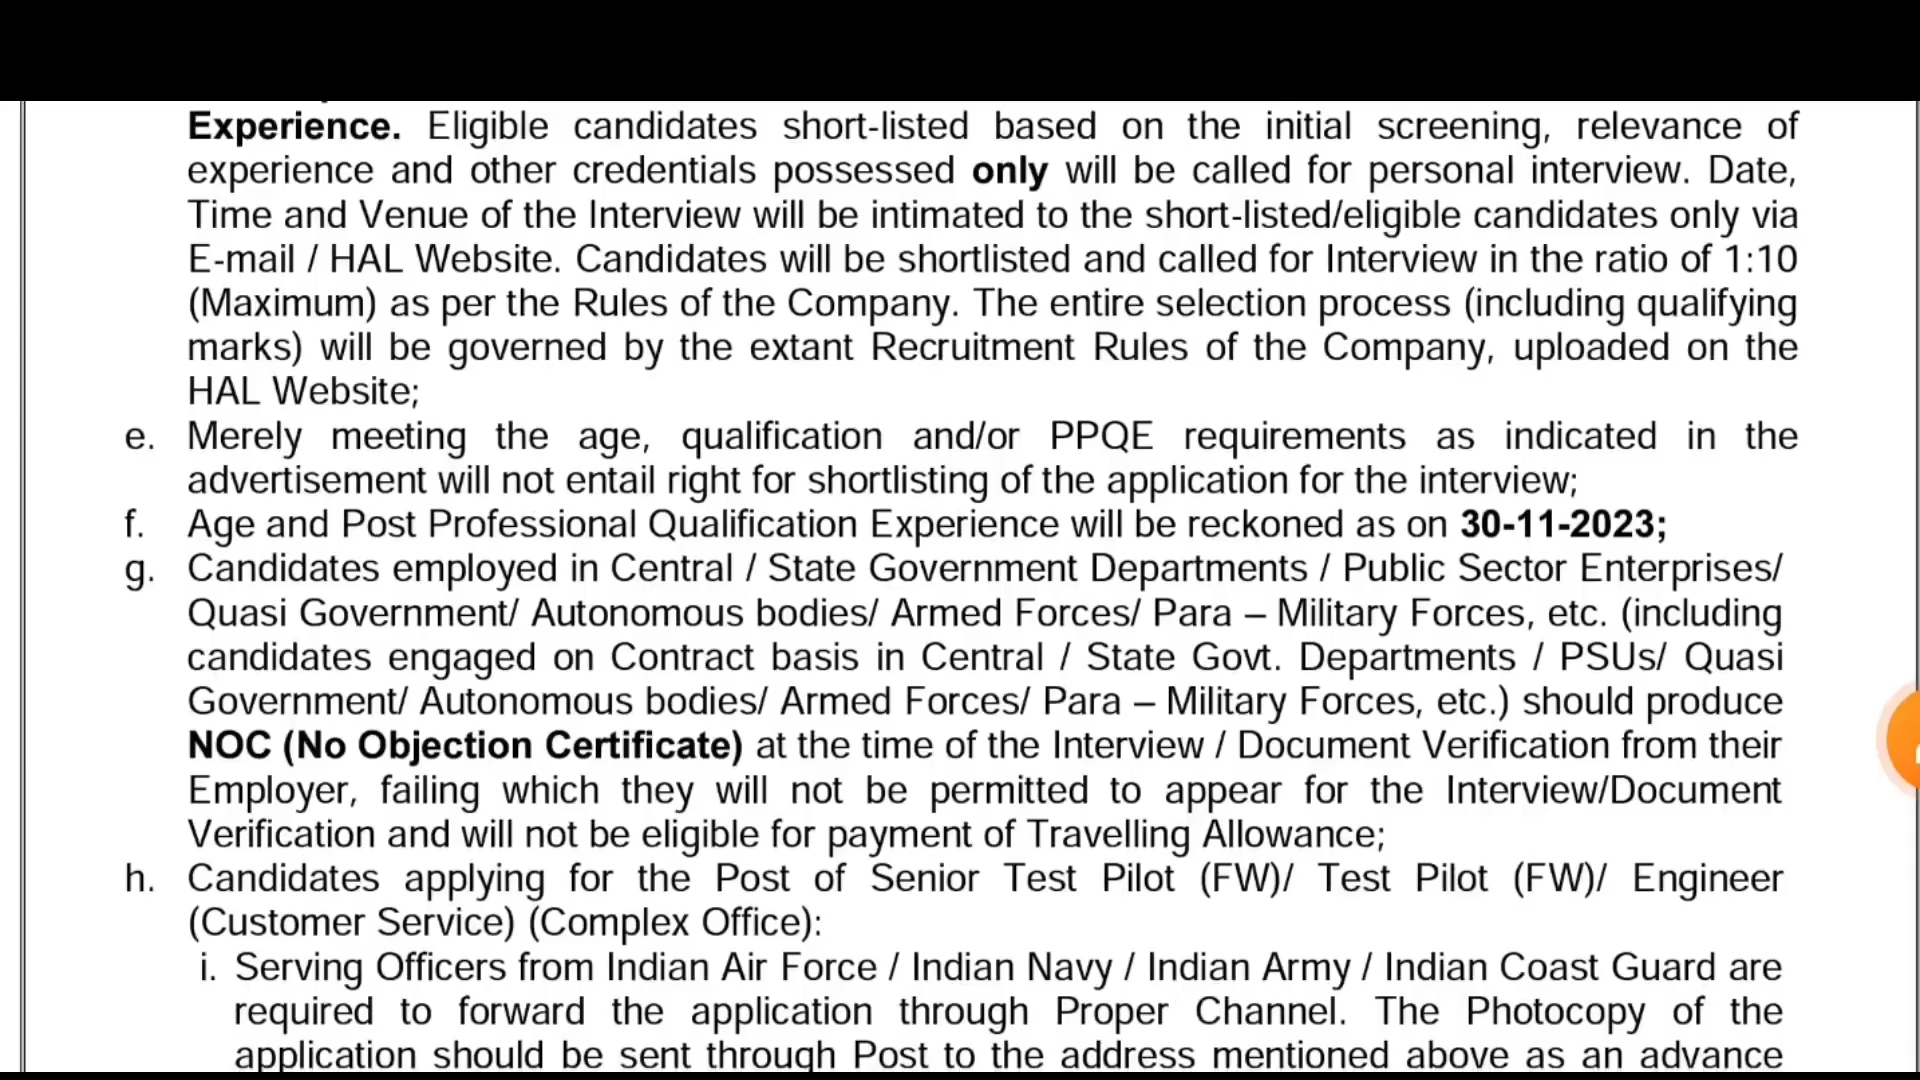 Experience. Eligible candidates short-listed based on the initial screening, relevance of
experience and other credentials possessed only will be called for personal interview. Date,
Time and Venue of the Interview will be intimated to the short-listed/eligible candidates only via
E-mail / HAL Website. Candidates will be shortlisted and called for Interview in the ratio of 1:10
(Maximum) as per the Rules of the Company. The entire selection process (including qualifying
marks) will be governed by the extant Recruitment Rules of the Company, uploaded on the
HAL Website;
e. Merely meeting the age, qualification and/or PPQE requirements as indicated in the
advertisement will not entail right for shortlisting of the application for the interview;
f. Age and Post Professional Qualification Experience will be reckoned as on 30-11-2023;
g. Candidates employed in Central / State Government Departments / Public Sector Enterprises/
Quasi Government/ Autonomous bodies/ Armed Forces/ Para – Military Forces, etc. (including
candidates engaged on Contract basis in Central / State Govt. Departments / PSUs/ Quasi
Government/ Autonomous bodies/ Armed Forces/ Para – Military Forces, etc.) should produce
NOC (No Objection Certificate) at the time of the Interview / Document Verification from their
Employer, failing which they will not be permitted to appear for the Interview/Document
Verification and will not be eligible for payment of Travelling Allowance;
h. Candidates applying for the Post of Senior Test Pilot (FW)/ Test Pilot (FW)/ Engineer
(Customer Service) (Complex Office):
i. Serving Officers from Indian Air Force / Indian Navy / Indian Army / Indian Coast Guard are
required to forward the application through Proper Channel. The Photocopy of the
application should be sent through Post to the address mentioned above as an advance